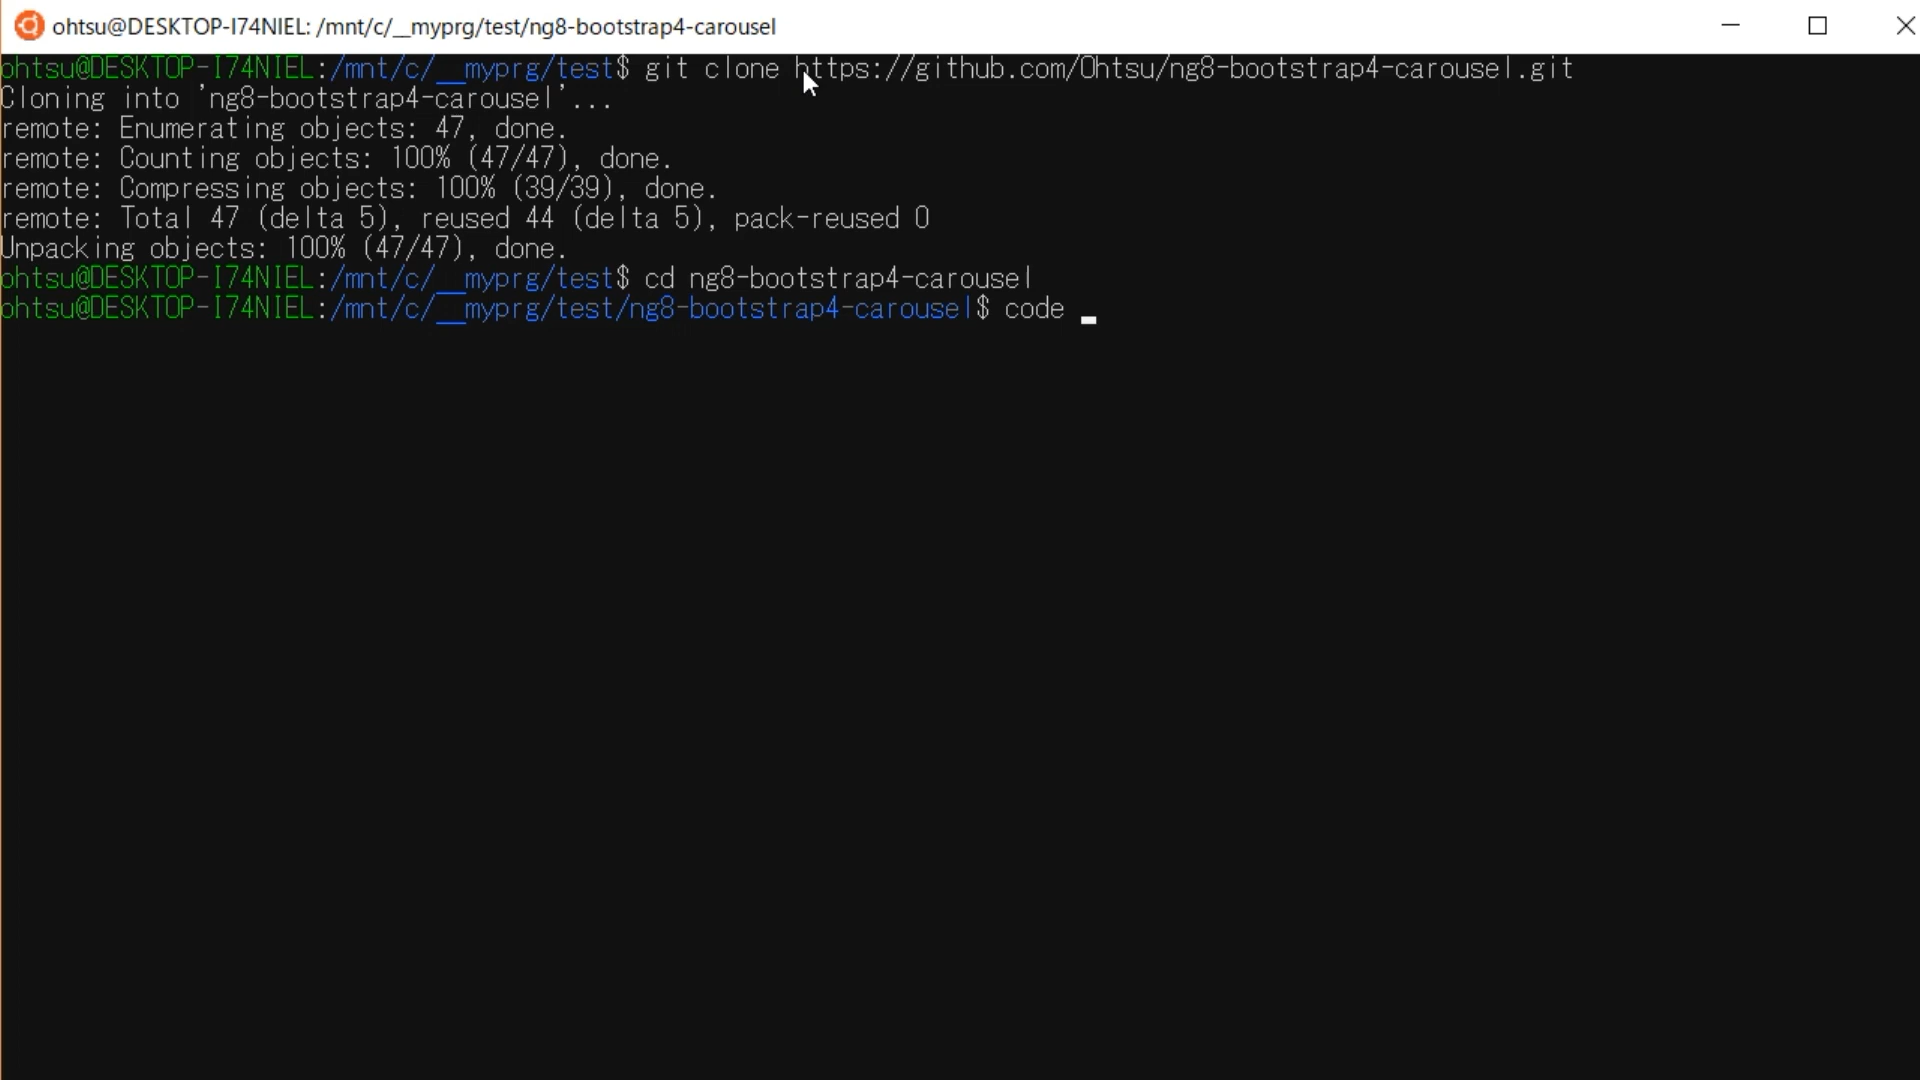 ohtsu@DESKTOP-I74NIEL: /mnt/c/__myprg/test/ng8-bootstrap4-carousel
ohtsu@DESKTOP-I74NIEL:/mnt/c/__myprg/test$ git clone https://github.com/Ohtsu/ng8-bootstrap4-carousel.git
Cloning into 'ng8-bootstrap4-carousel'...
remote: Enumerating objects: 47, done.
remote: Counting objects: 100% (47/47), done.
remote: Compressing objects: 100% (39/39), done.
remote: Total 47 (delta 5), reused 44 (delta 5), pack-reused 0
Unpacking objects: 100% (47/47), done.
ohtsu@DESKTOP-I74NIEL:/mnt/c/__myprg/test$ cd ng8-bootstrap4-carousel
ohtsu@DESKTOP-I74NIEL:/mnt/c/__myprg/test/ng8-bootstrap4-carousel$ code